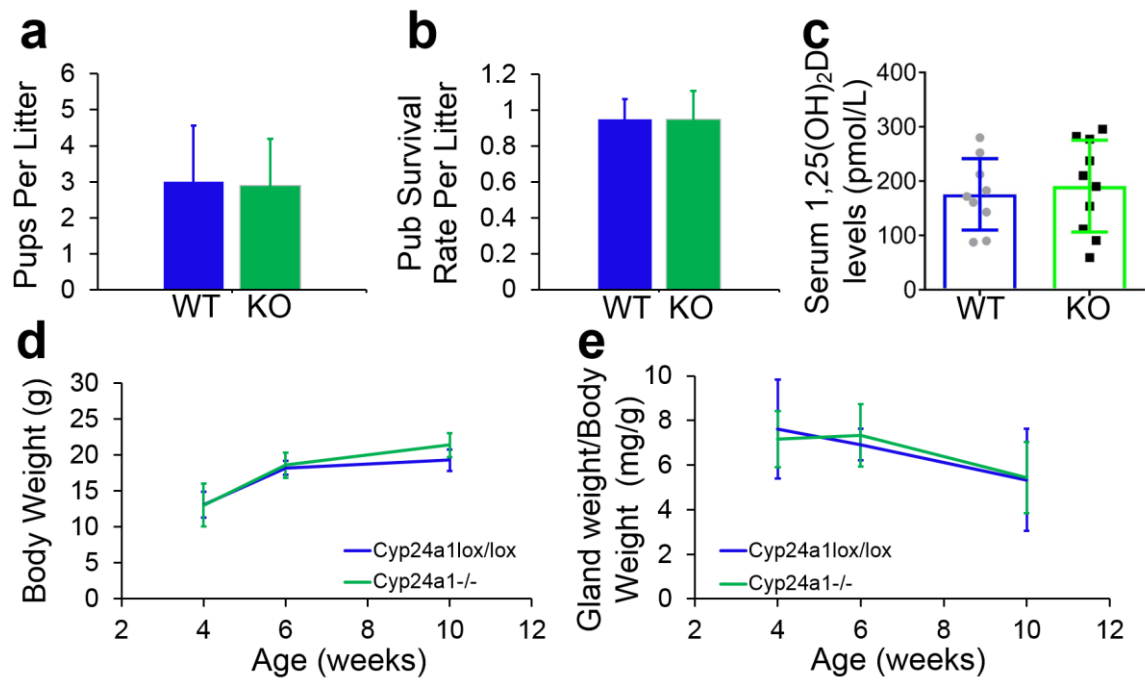 a
Pups Per Litter
6
5
4
3
2
1
0
WT KO
b
Pub Survival
Rate Per Litter
1.2
1
0.8
0.6
0.4
0.2
0
WT KO
c
Serum 1,25(OH)₂D
levels (pmol/L)
400
300
200
100
0
WT KO
d
Body Weight (g)
30
25
20
15
10
5
0
Cyp24a1lox/lox
Cyp24a1-/-
2 4 6 8 10 12
Age (weeks)
e
Gland weight/Body
Weight (mg/g)
10
8
6
4
2
0
Cyp24a1lox/lox
Cyp24a1-/-
2 4 6 8 10 12
Age (weeks)